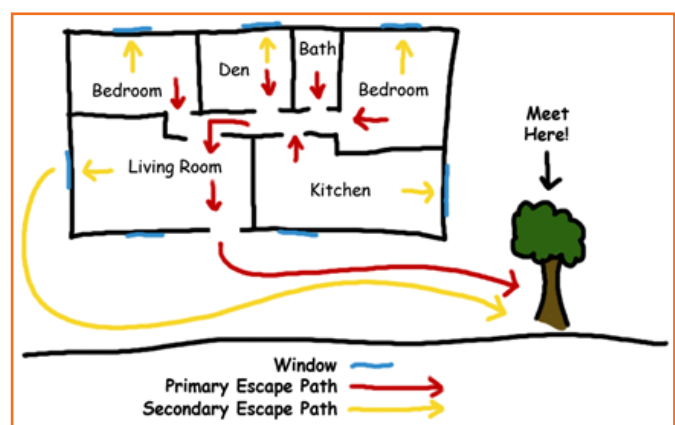 Bath
Den
Bedroom
Bedroom
Meet
Here!
Living Room
Kitchen
Window
Primary Escape Path
Secondary Escape Path